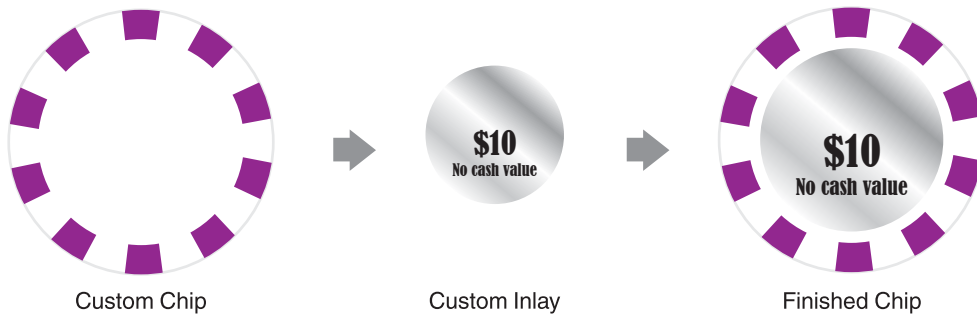 $10
No cash value
$10
No cash value
Custom Chip
Custom Inlay
Finished Chip